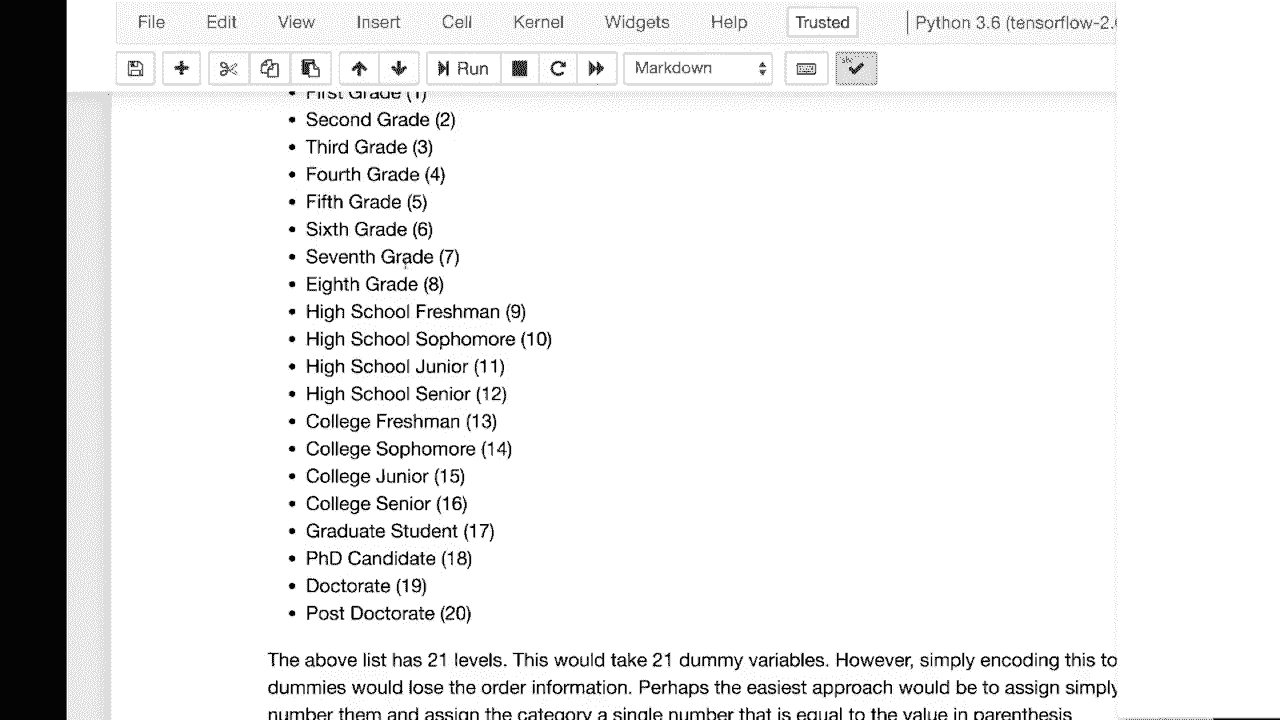 File Edit View Insert Cell Kernel Widgets Help Trusted Python 3.6 (tensorflow-2.
Run Markdown
First Grade (1)
Second Grade (2)
Third Grade (3)
Fourth Grade (4)
Fifth Grade (5)
Sixth Grade (6)
Seventh Grade (7)
Eighth Grade (8)
High School Freshman (9)
High School Sophomore (10)
High School Junior (11)
High School Senior (12)
College Freshman (13)
College Sophomore (14)
College Junior (15)
College Senior (16)
Graduate Student (17)
PhD Candidate (18)
Doctorate (19)
Post Doctorate (20)
The above list has 21 levels. This would take 21 dummy variables. However, simply encoding this to
dummies would lose the order information. Perhaps the easiest approach would be to assign simply
number them and assign the category a single number that is equal to the value in parenthesis